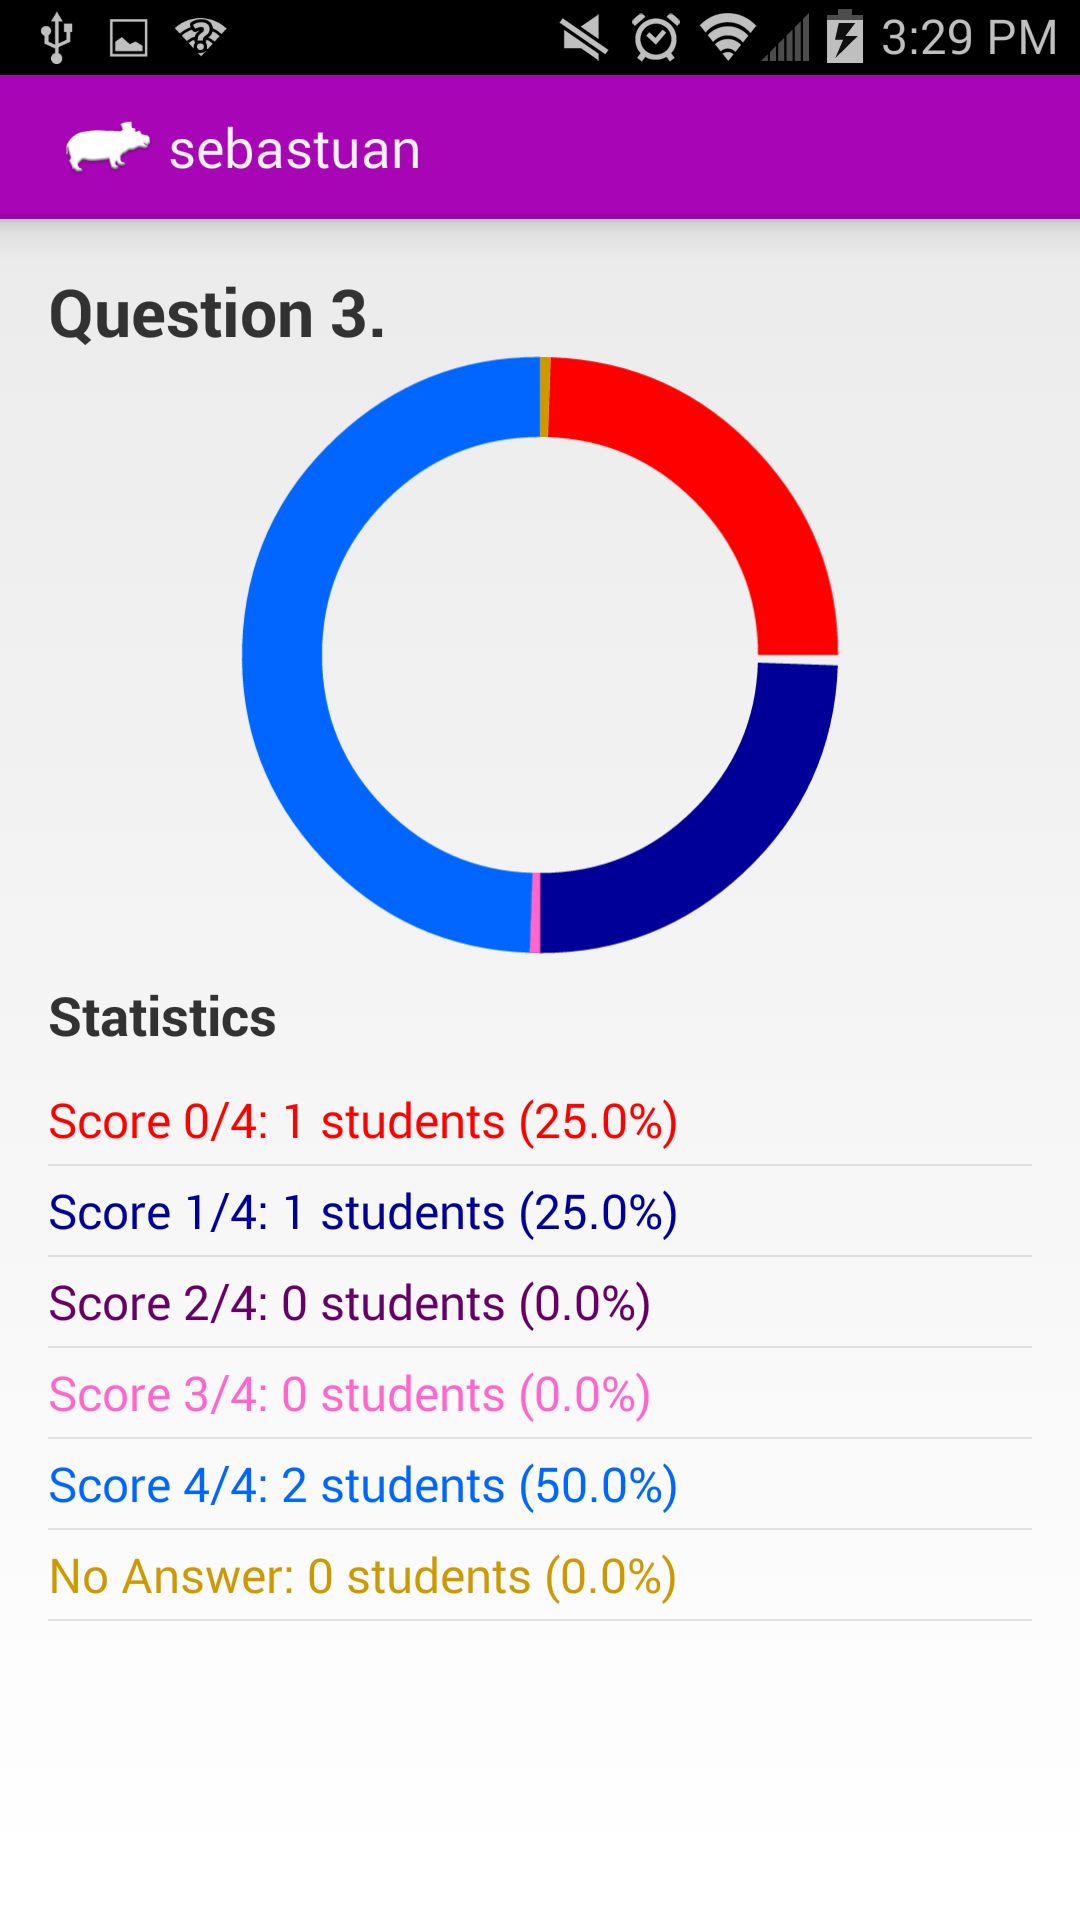 3:29 PM
sebastuan
Question 3.
Statistics
Score 0/4: 1 students (25.0%)
Score 1/4: 1 students (25.0%)
Score 2/4: 0 students (0.0%)
Score 3/4: 0 students (0.0%)
Score 4/4: 2 students (50.0%)
No Answer: 0 students (0.0%)